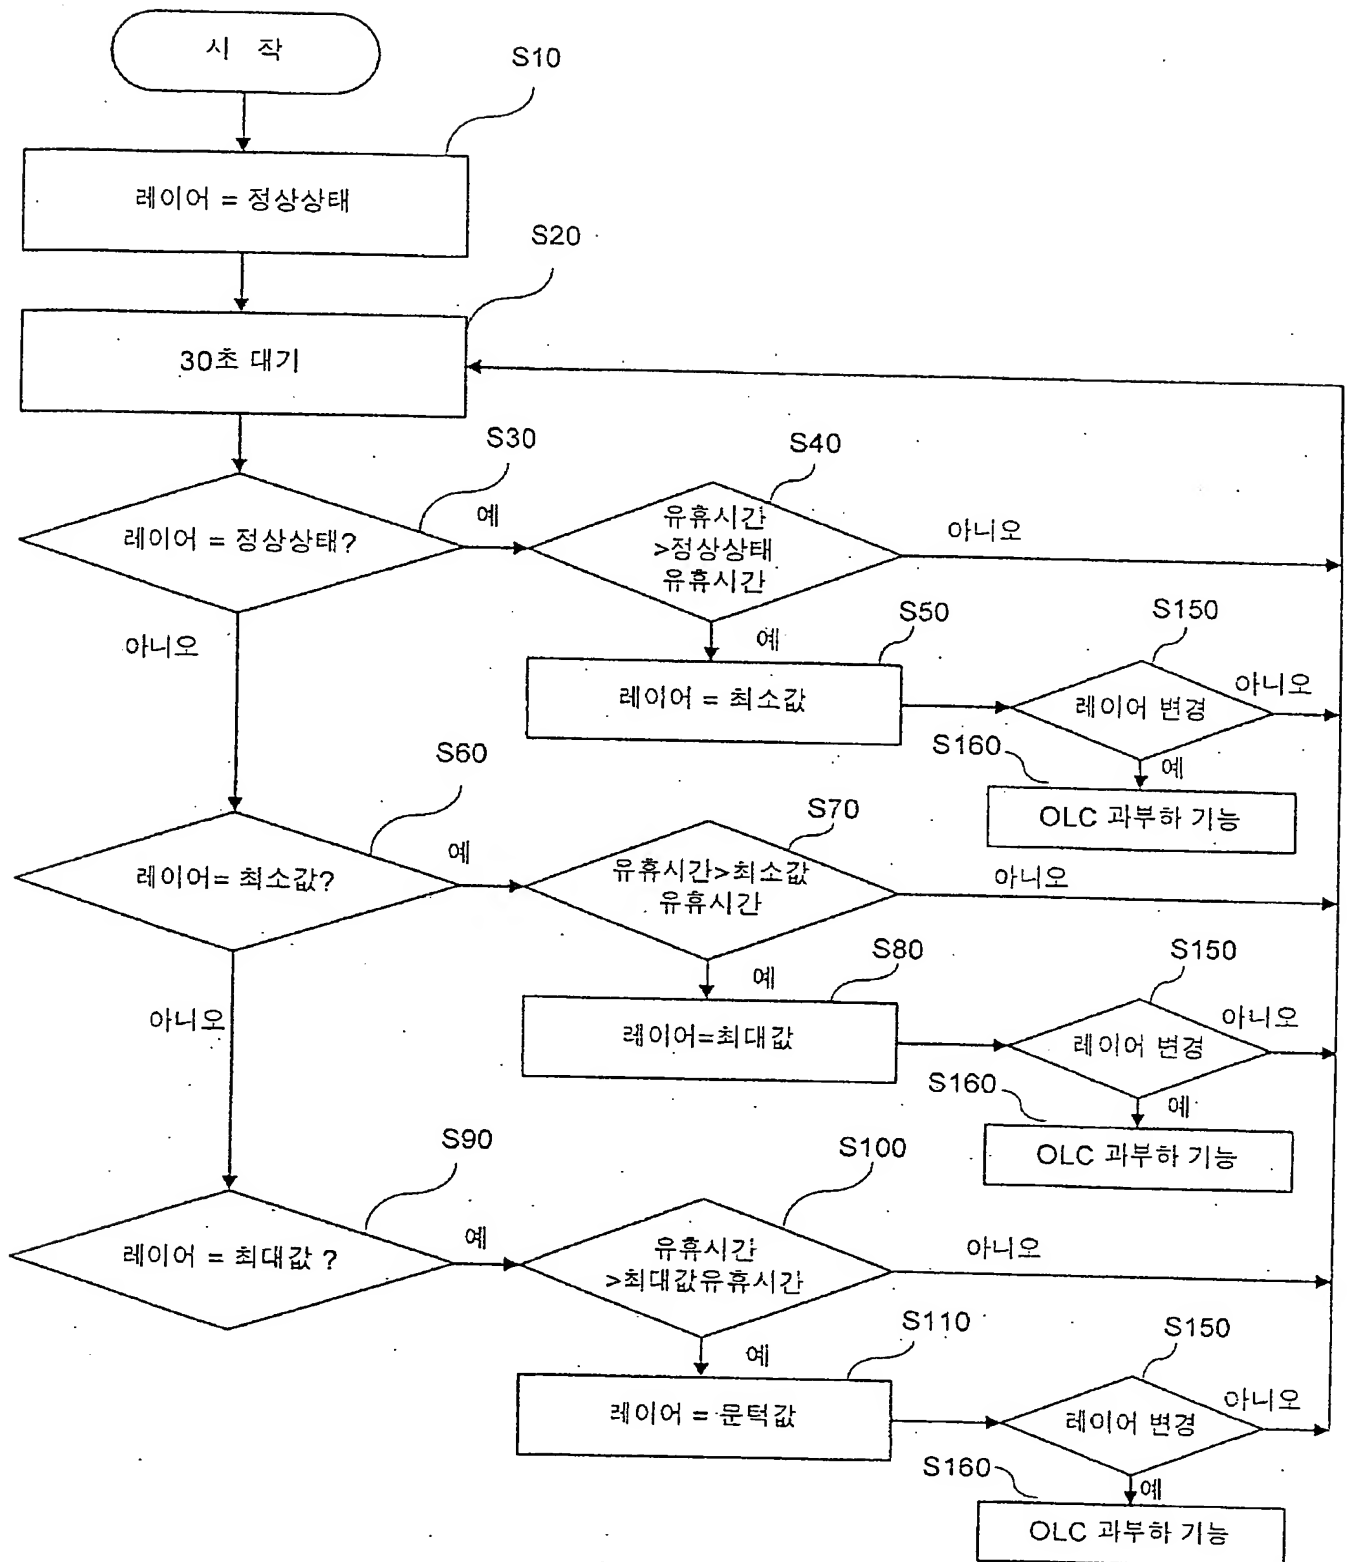 시 작
S10
레이어 = 정상상태
S20
30초 대기
S30
레이어 = 정상상태?
예
S40
유휴시간
>정상상태
유휴시간
아니오
아니오
예
S50
레이어 = 최소값
S150
레이어 변경
아니오
S160
예
OLC 과부하 기능
S60
레이어= 최소값?
예
S70
유휴시간>최소값
유휴시간
아니오
아니오
예
S80
레이어=최대값
S150
레이어 변경
아니오
S160
예
OLC 과부하 기능
S90
레이어 = 최대값 ?
예
S100
유휴시간
>최대값유휴시간
아니오
예
S110
레이어 = 문턱값
S150
레이어 변경
아니오
S160
예
OLC 과부하 기능